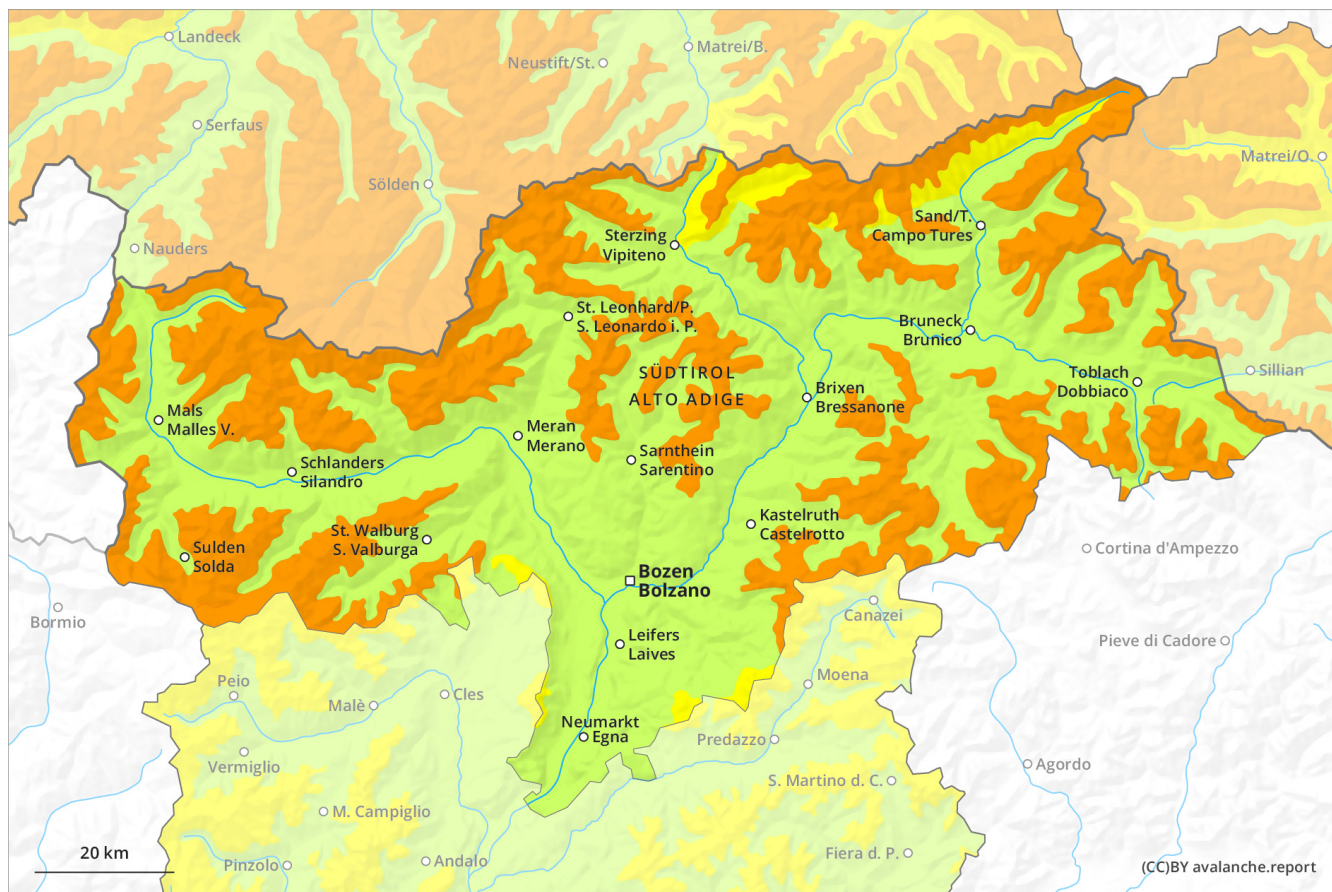 Landeck
Matrei/B.
Neustift/St.
Serfaus
Matrei/O.
Sölden
Sand/T.
Campo Tures
Nauders
Sterzing
Vipiteno
St. Leonhard/P.
S. Leonardo i. P.
Bruneck
Brunico
SÜDTIROL
ALTO ADIGE
Toblach
Dobbiaco
Sillian
Brixen
Bressanone
Mals
Malles V.
Meran
Merano
Schlanders
Silandro
Sarnthein
Sarentino
Kastelruth
Castelrotto
St. Walburg
S. Valburga
Sulden
Solda
Cortina d'Ampezzo
Bozen
Bolzano
Bormio
Canazei
Leifers
Laives
Pieve di Cadore
Peio
Moena
Malè
Cles
Neumarkt
Egna
Predazzo
Vermiglio
Agordo
S. Martino d. C.
M. Campiglio
20 km
Pinzolo
Andalo
Fiera d. P.
(CC)BY avalanche.report